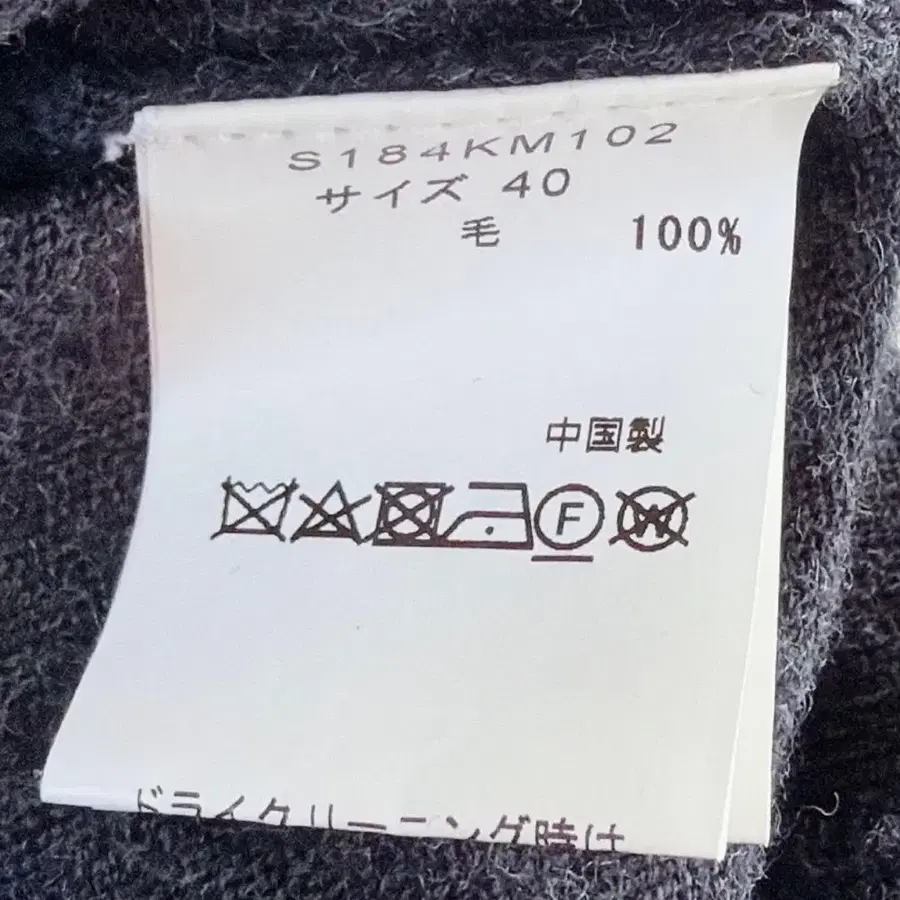 S184KM102
サイズ 40
毛 100%
中国製
F W
ドライクリーニング時は